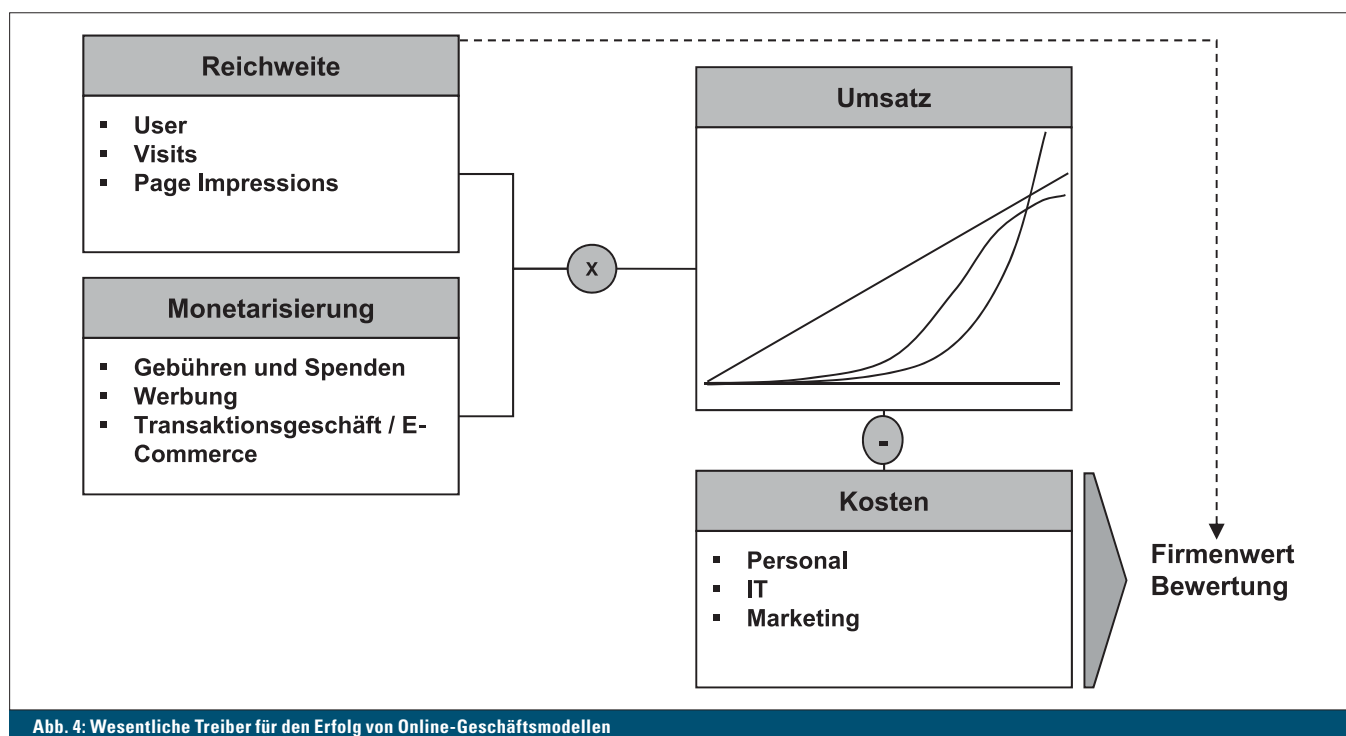 Reichweite
▪ User
▪ Visits
▪ Page Impressions
Monetarisierung
▪ Gebühren und Spenden
▪ Werbung
▪ Transaktionsgeschäft / E-
Commerce
x
Umsatz
-
Kosten
▪ Personal
▪ IT
▪ Marketing
Firmenwert
Bewertung
Abb. 4: Wesentliche Treiber für den Erfolg von Online-Geschäftsmodellen